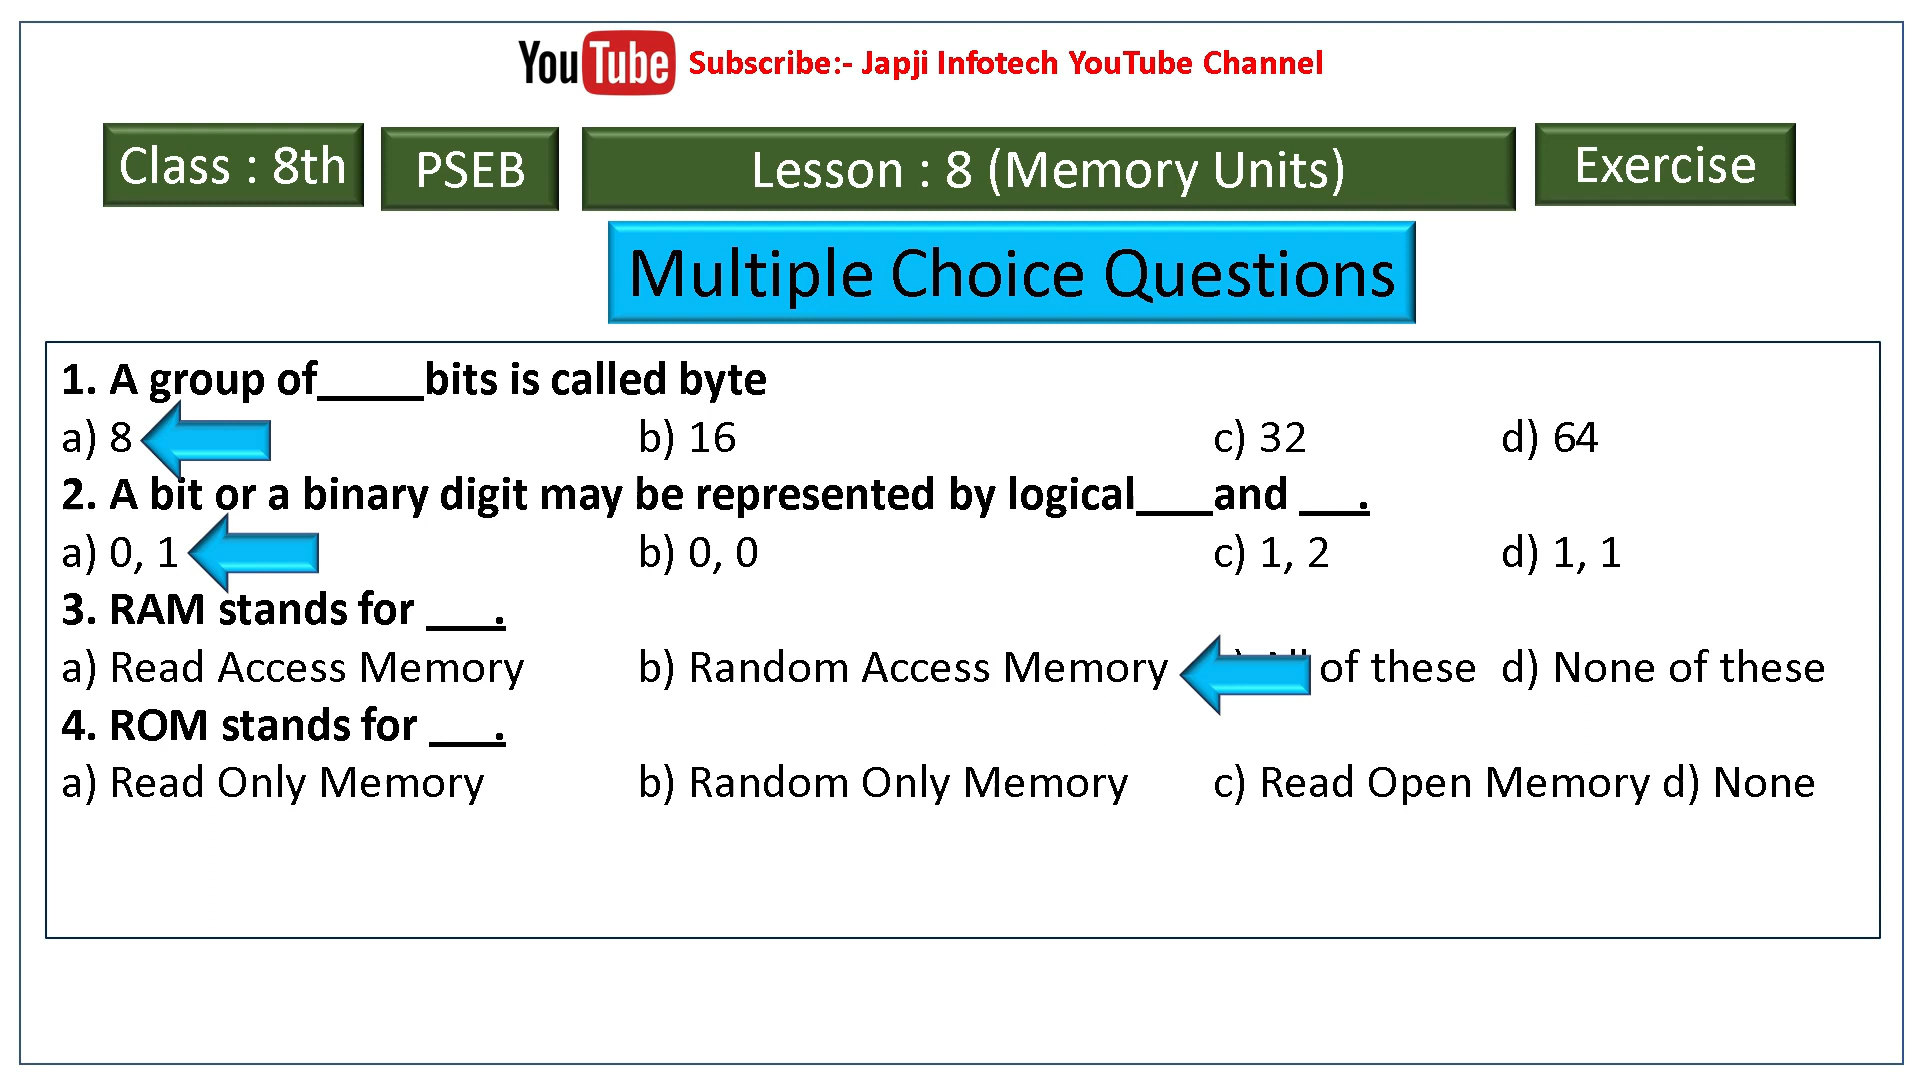 YouTube Subscribe:- Japji Infotech YouTube Channel
Class : 8th PSEB Lesson : 8 (Memory Units) Exercise
Multiple Choice Questions
1. A group of_____bits is called byte
a) 8 b) 16 c) 32 d) 64
2. A bit or a binary digit may be represented by logical____and ___.
a) 0, 1 b) 0, 0 c) 1, 2 d) 1, 1
3. RAM stands for ___.
a) Read Access Memory b) Random Access Memory of these d) None of these
4. ROM stands for ___.
a) Read Only Memory b) Random Only Memory c) Read Open Memory d) None